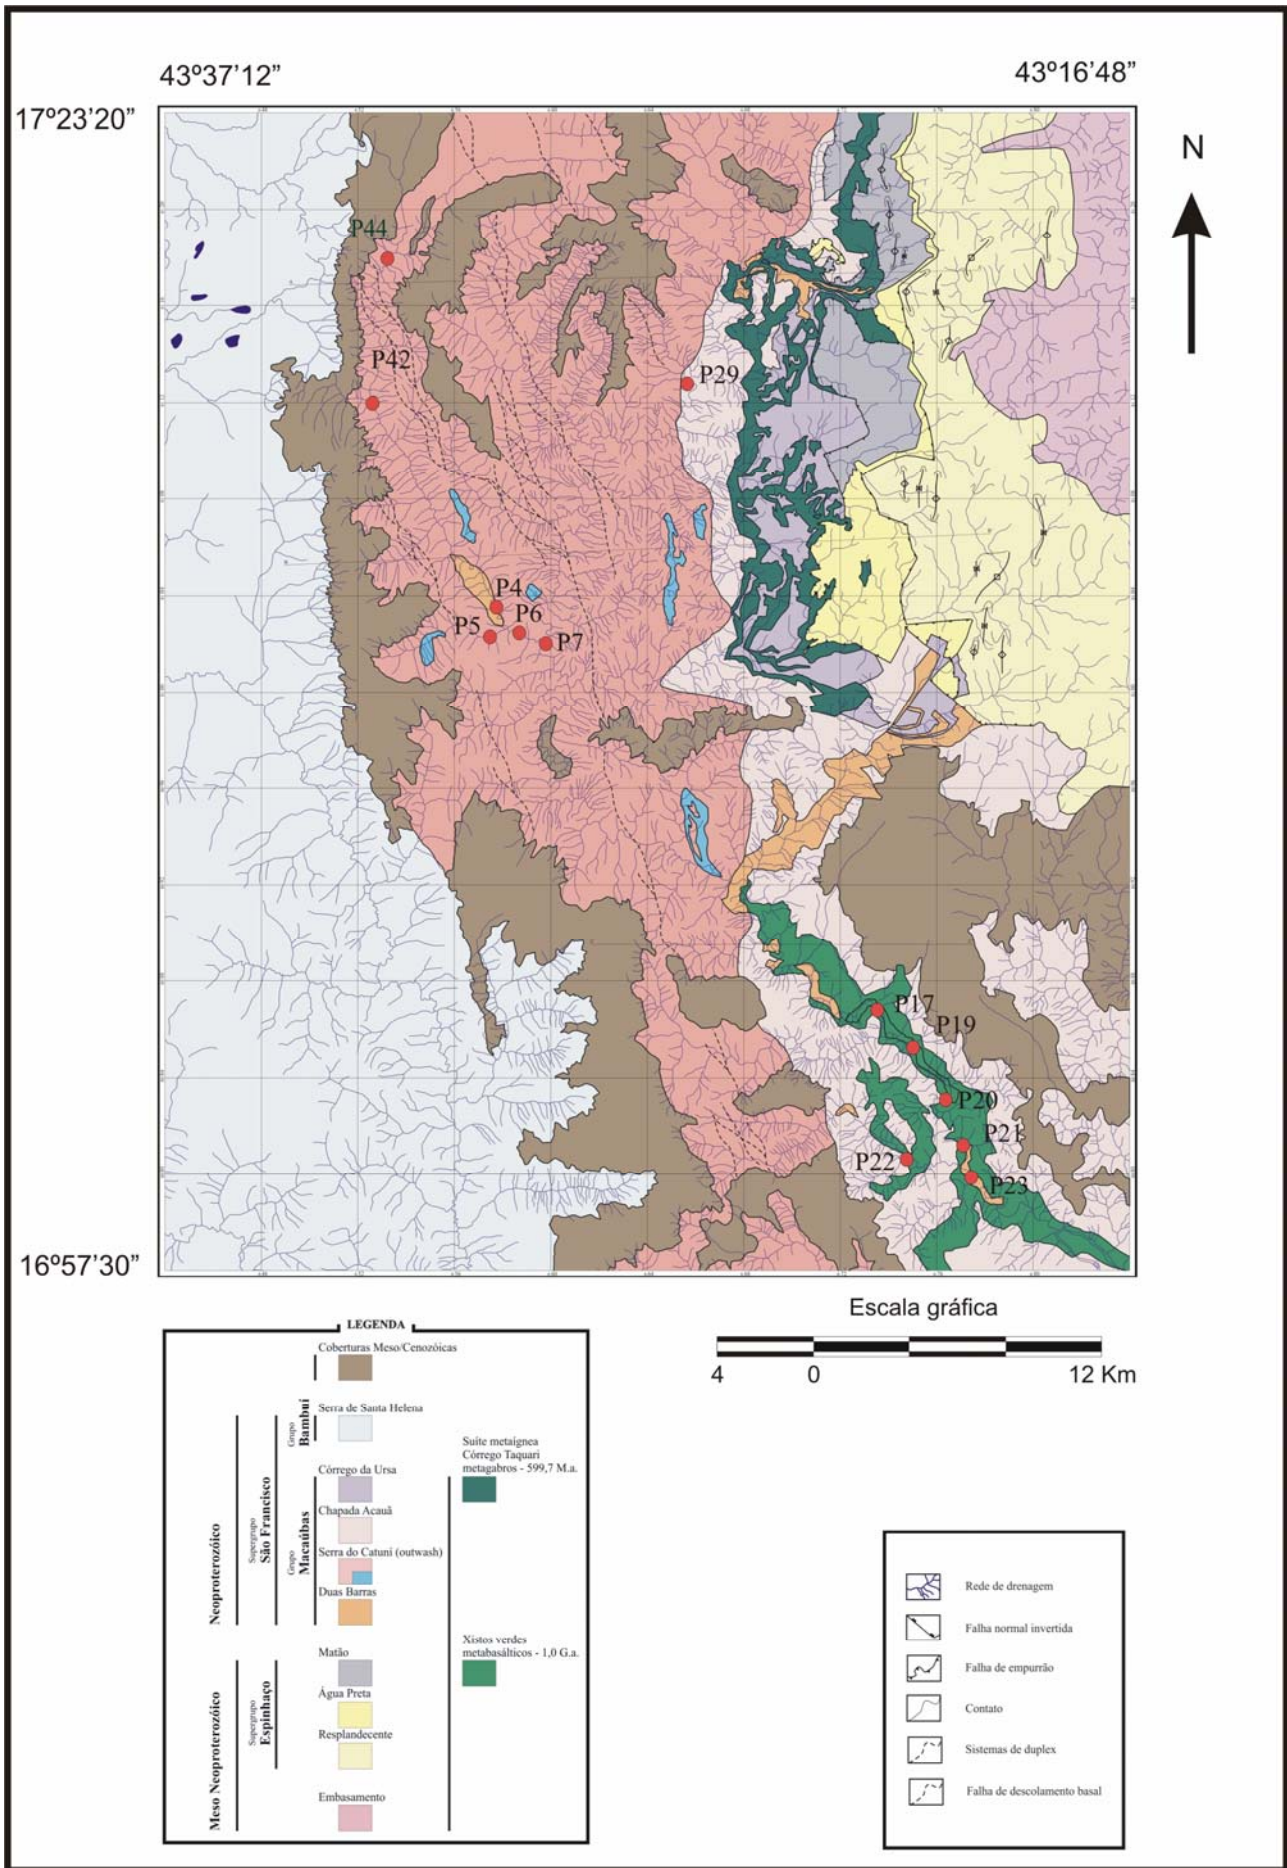 43º37’12”
43º16’48”
17º23’20”
N
P44
P42
P29
P4
P6
P5
P7
P17
P19
P20
P21
P22
P23
16º57’30”
Escala gráfica
4 0 12 Km
LEGENDA
Coberturas Meso/Cenozóicas
Serra de Santa Helena
Grupo
Bambuí
Neoproterozóico
Supergrupo
São Francisco
Grupo
Macaúbas
Córrego da Ursa
Chapada Acauã
Serra do Catuni (outwash)
Duas Barras
Suíte metaígnea
Córrego Taquari
metagabros - 599,7 M.a.
Meso Neoproterozóico
Supergrupo
Espinhaço
Matão
Água Preta
Resplandecente
Embasamento
Xistos verdes
metabasálticos - 1,0 G.a.
Rede de drenagem
Falha normal invertida
Falha de empurrão
Contato
Sistemas de duplex
Falha de descolamento basal